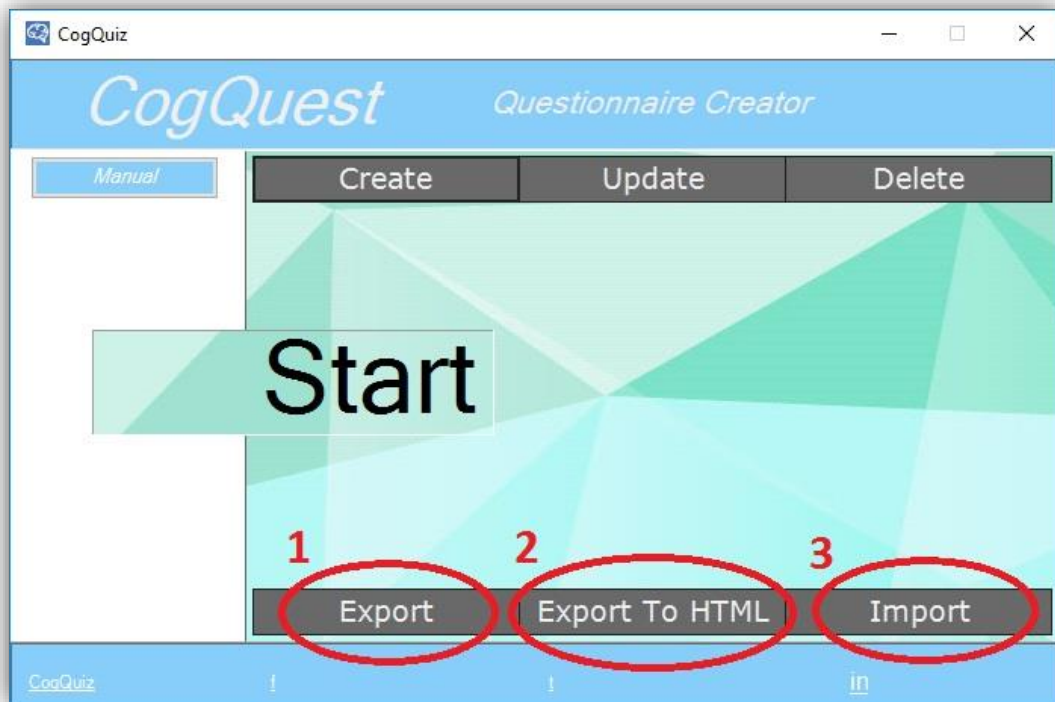 CogQuiz
CogQuest Questionnaire Creator
Manual
Create Update Delete
Start
1 2 3
Export Export To HTML Import
CogQuiz f t in